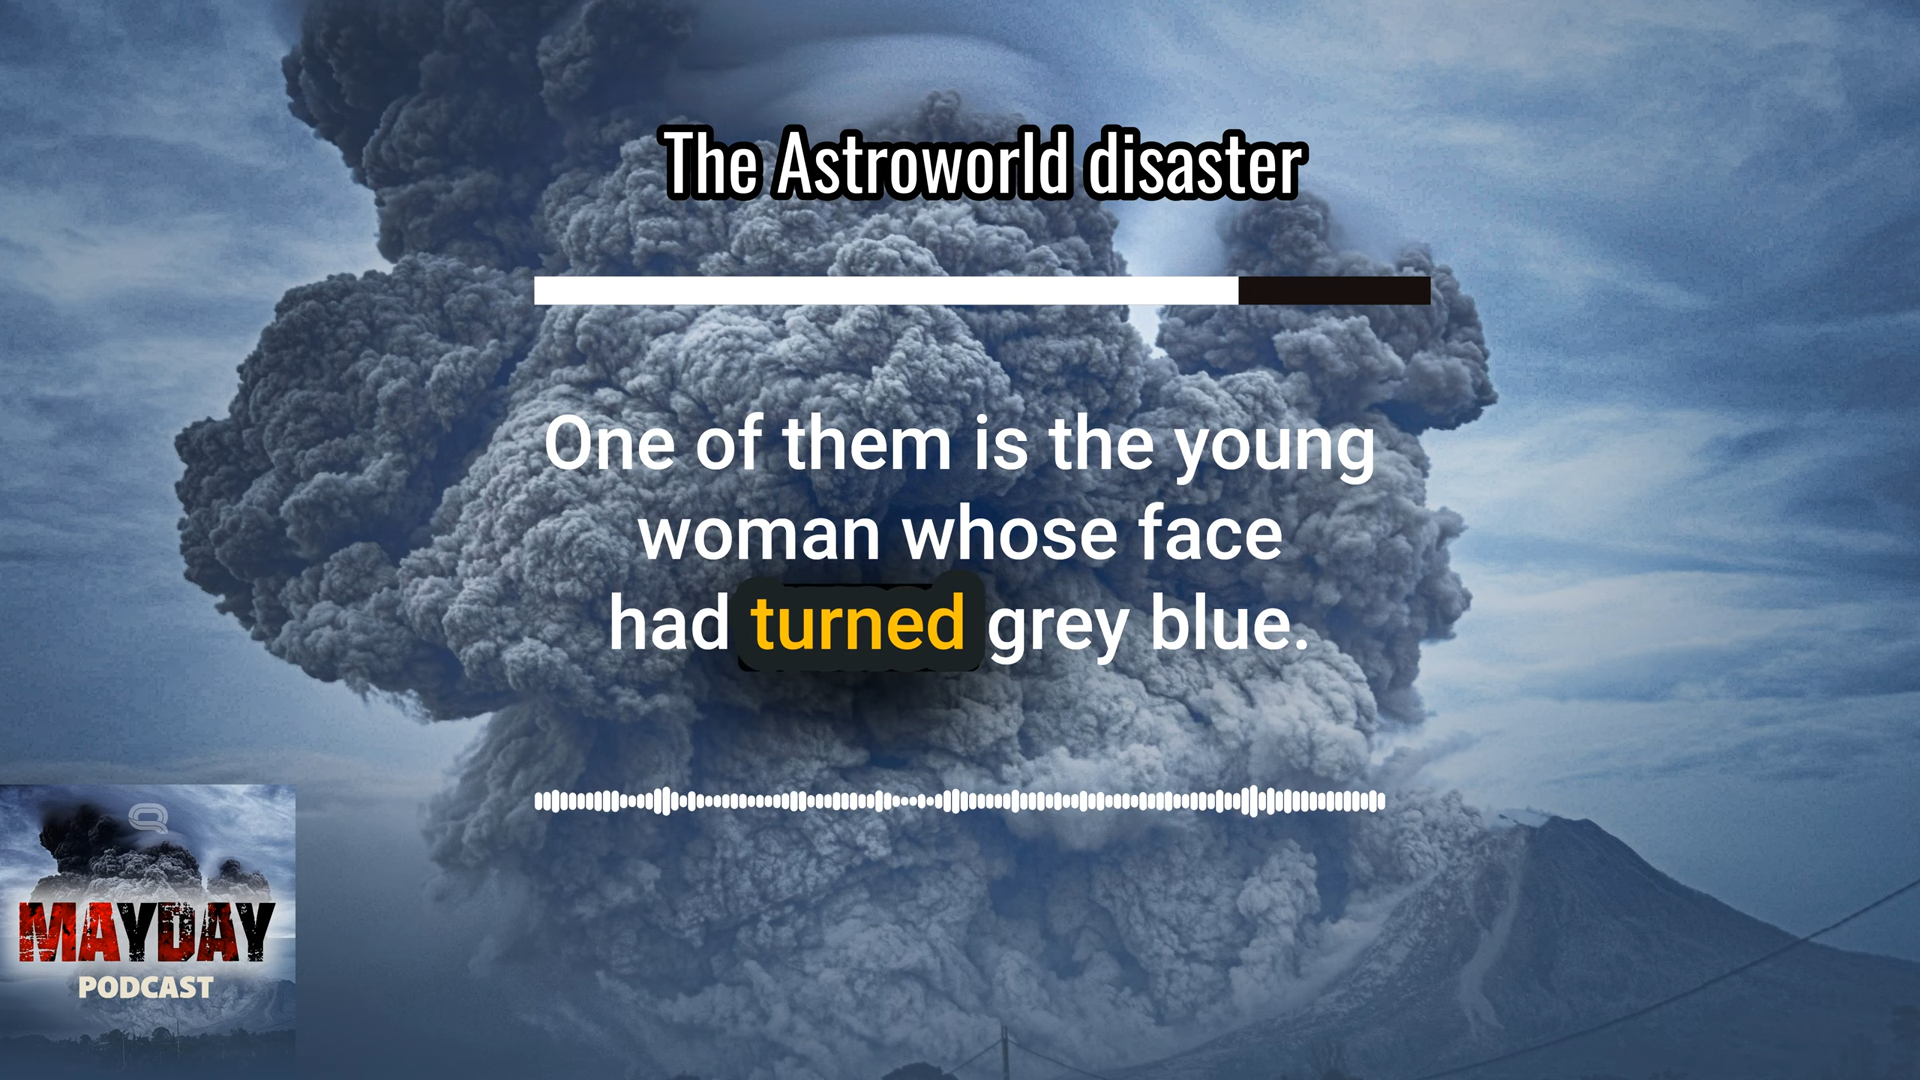 The Astroworld disaster
One of them is the young
woman whose face
had turned grey blue.
MAYDAY
PODCAST